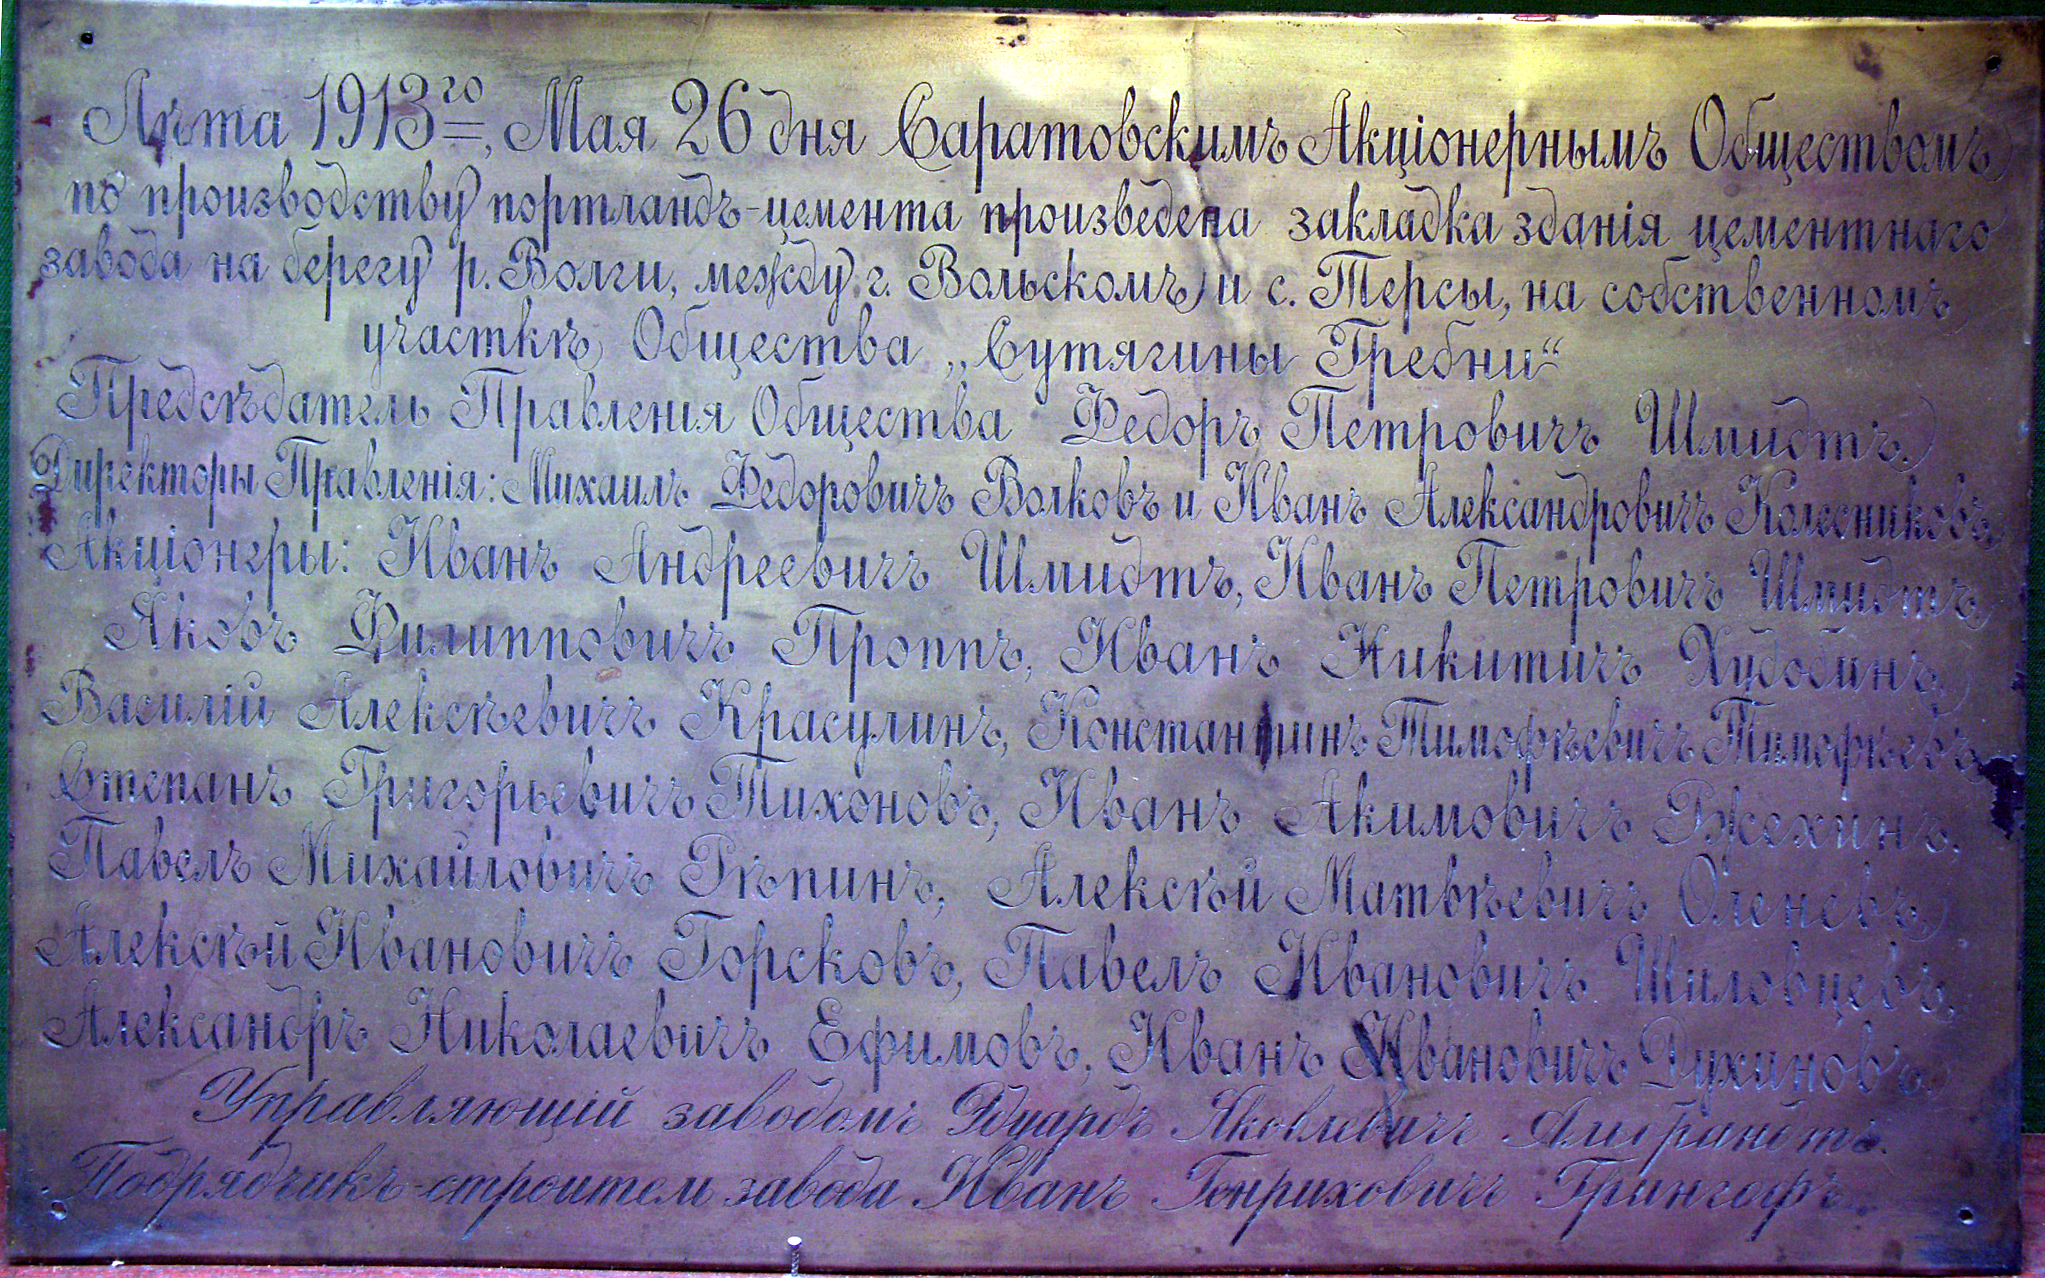 Лѣта 1913го, Мая 26 дня Саратовскимъ Акціонернымъ Обществомъ
по производству портландъ-цемента произведена закладка зданія цементнаго
завода на берегу р. Волги, между г. Вольскомъ и с. Терсы, на собственномъ
участкѣ Общества „Сутягины Гребни“
Предсѣдатель Правленія Общества Федоръ Петровичъ Шмидтъ.
Директоры Правленія: Михаилъ Федоровичъ Волковъ и Иванъ Александровичъ Колесниковъ,
Акціонеры: Иванъ Андреевичъ Шмидтъ, Иванъ Петровичъ Шмидтъ,
Яковъ Филипповичъ Проппъ, Иванъ Никитичъ Худобинъ,
Василій Алексѣевичъ Красулинъ, Константинъ Тимофѣевичъ Тимофѣевъ,
Степанъ Григорьевичъ Тихоновъ, Иванъ Акимовичъ Ржехинъ,
Павелъ Михайловичъ Рѣпинъ, Алексѣй Матвѣевичъ Оленевъ,
Алексѣй Ивановичъ Горсковъ, Павелъ Ивановичъ Шиловцевъ,
Александръ Николаевичъ Ефимовъ, Иванъ Ивановичъ Духиновъ.
Управляющій заводомъ Эдуардъ Яковлевичъ
Подрядчикъ-строитель завода Иванъ Генриховичъ Грингофъ.